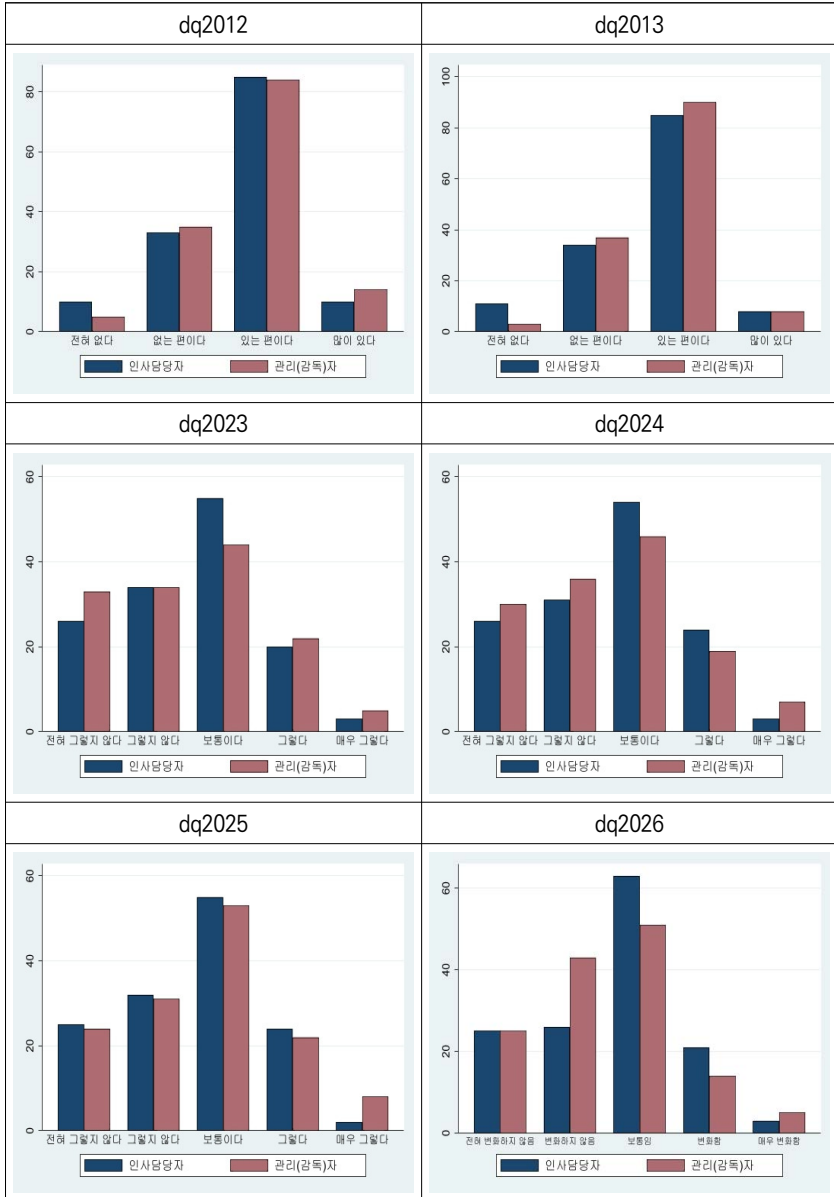 dq2012
dq2013
80
60
40
20
0
전혀 없다 없는 편이다 있는 편이다 많이 있다
인사담당자 관리(감독)자
100
80
60
40
20
0
전혀 없다 없는 편이다 있는 편이다 많이 있다
인사담당자 관리(감독)자
dq2023
dq2024
60
40
20
0
전혀 그렇지 않다 그렇지 않다 보통이다 그렇다 매우 그렇다
인사담당자 관리(감독)자
60
40
20
0
전혀 그렇지 않다 그렇지 않다 보통이다 그렇다 매우 그렇다
인사담당자 관리(감독)자
dq2025
dq2026
60
40
20
0
전혀 그렇지 않다 그렇지 않다 보통이다 그렇다 매우 그렇다
인사담당자 관리(감독)자
60
40
20
0
전혀 변화하지 않음 변화하지 않음 보통임 변화함 매우 변화함
인사담당자 관리(감독)자